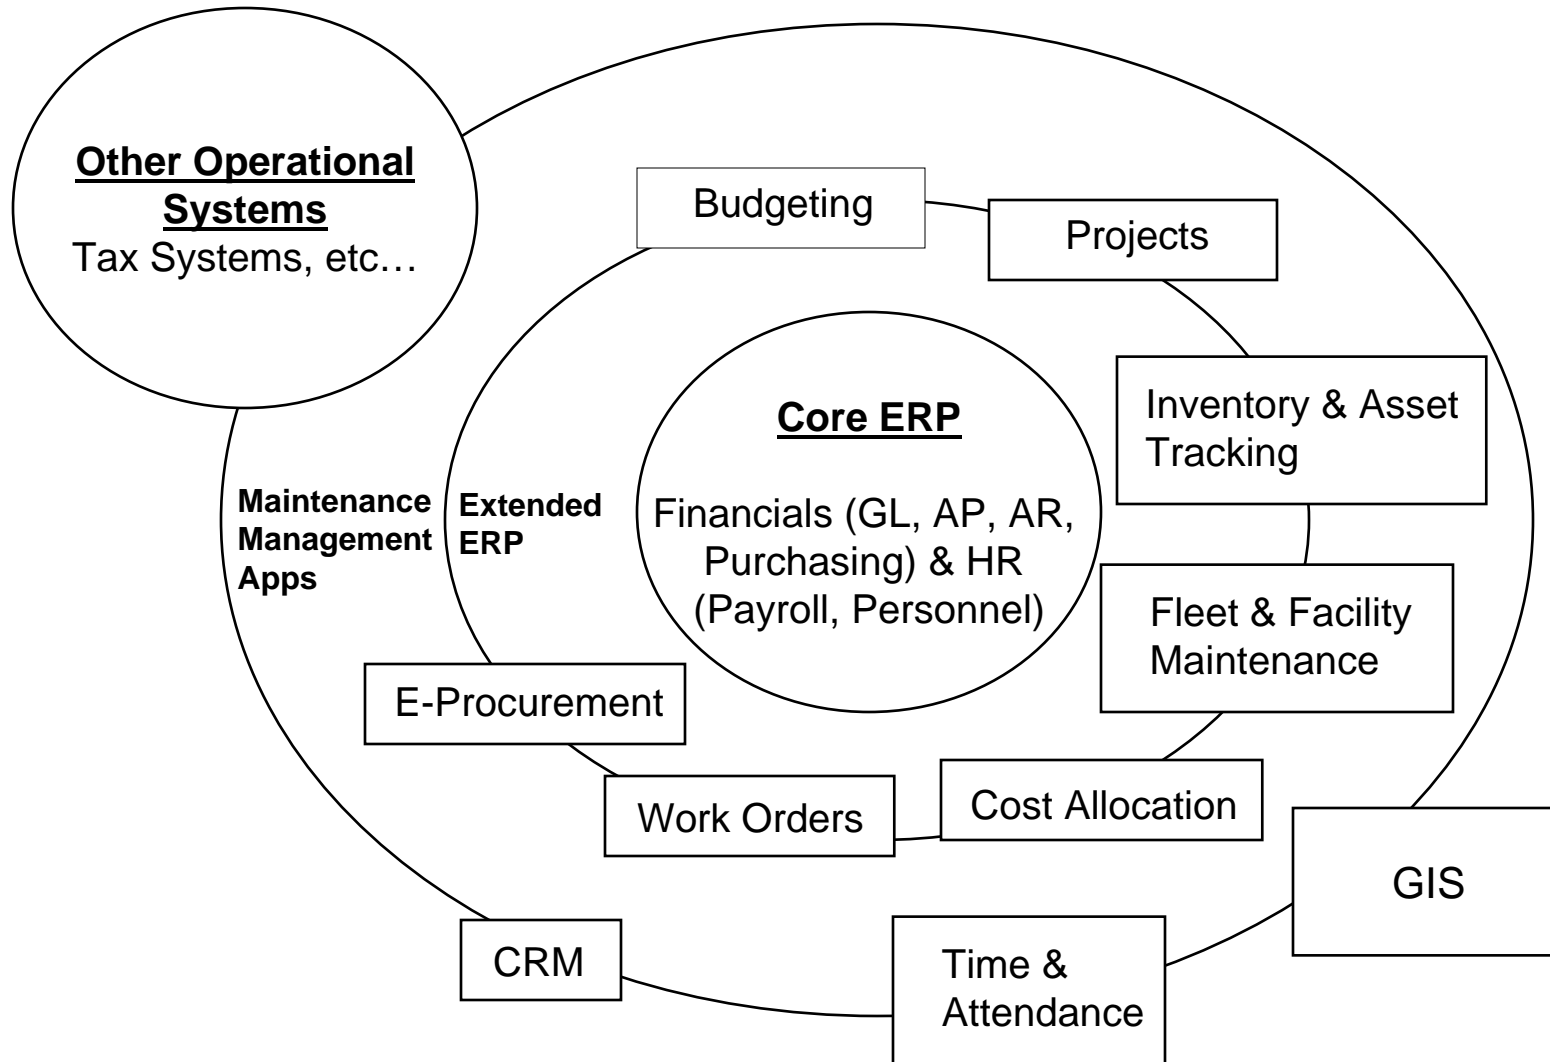 Other Operational
Systems
Tax Systems, etc…
Budgeting
Projects
Inventory & Asset
Tracking
Core ERP
Financials (GL, AP, AR,
Purchasing) & HR
(Payroll, Personnel)
Maintenance
Management
Apps
Extended
ERP
Fleet & Facility
Maintenance
E-Procurement
Work Orders
Cost Allocation
GIS
CRM
Time &
Attendance